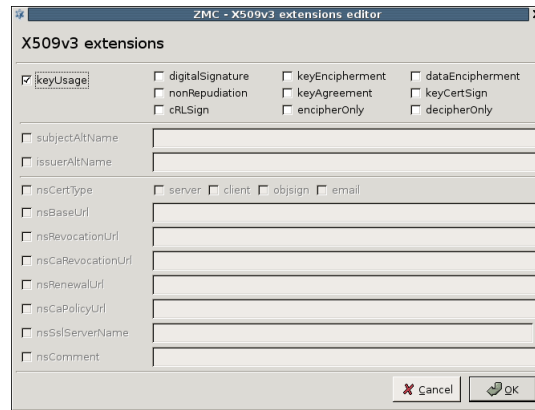 ZMC - X509v3 extensions editor
X509v3 extensions
keyUsage digitalSignature keyEncipherment dataEncipherment
nonRepudiation keyAgreement keyCertSign
cRLSign encipherOnly decipherOnly
subjectAltName
issuerAltName
nsCertType server client objsign email
nsBaseUrl
nsRevocationUrl
nsCaRevocationUrl
nsRenewalUrl
nsCaPolicyUrl
nsSslServerName
nsComment
Cancel OK